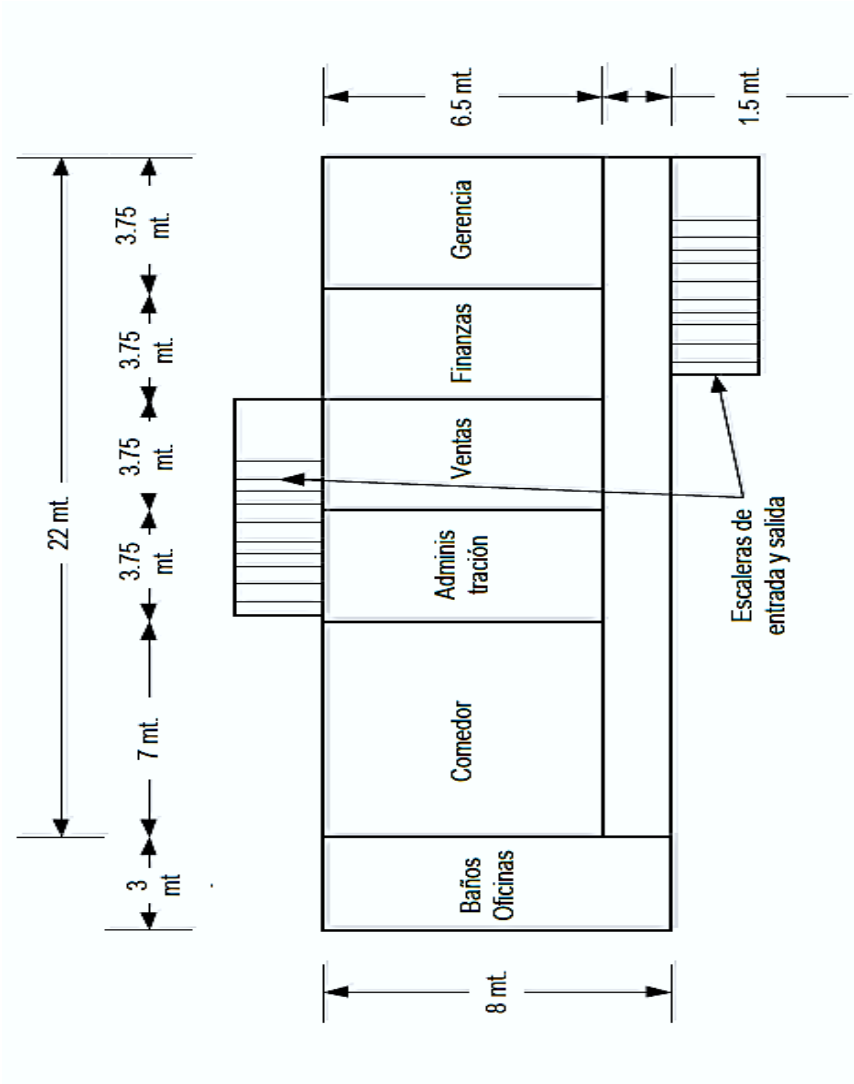 22 mt.
3
mt
7 mt.
3.75
mt.
3.75
mt.
3.75
mt.
3.75
mt.
8 mt.
Baños
Oficinas
Comedor
Adminis
tración
Ventas
Finanzas
Gerencia
6.5 mt.
1.5 mt.
Escaleras de
entrada y salida